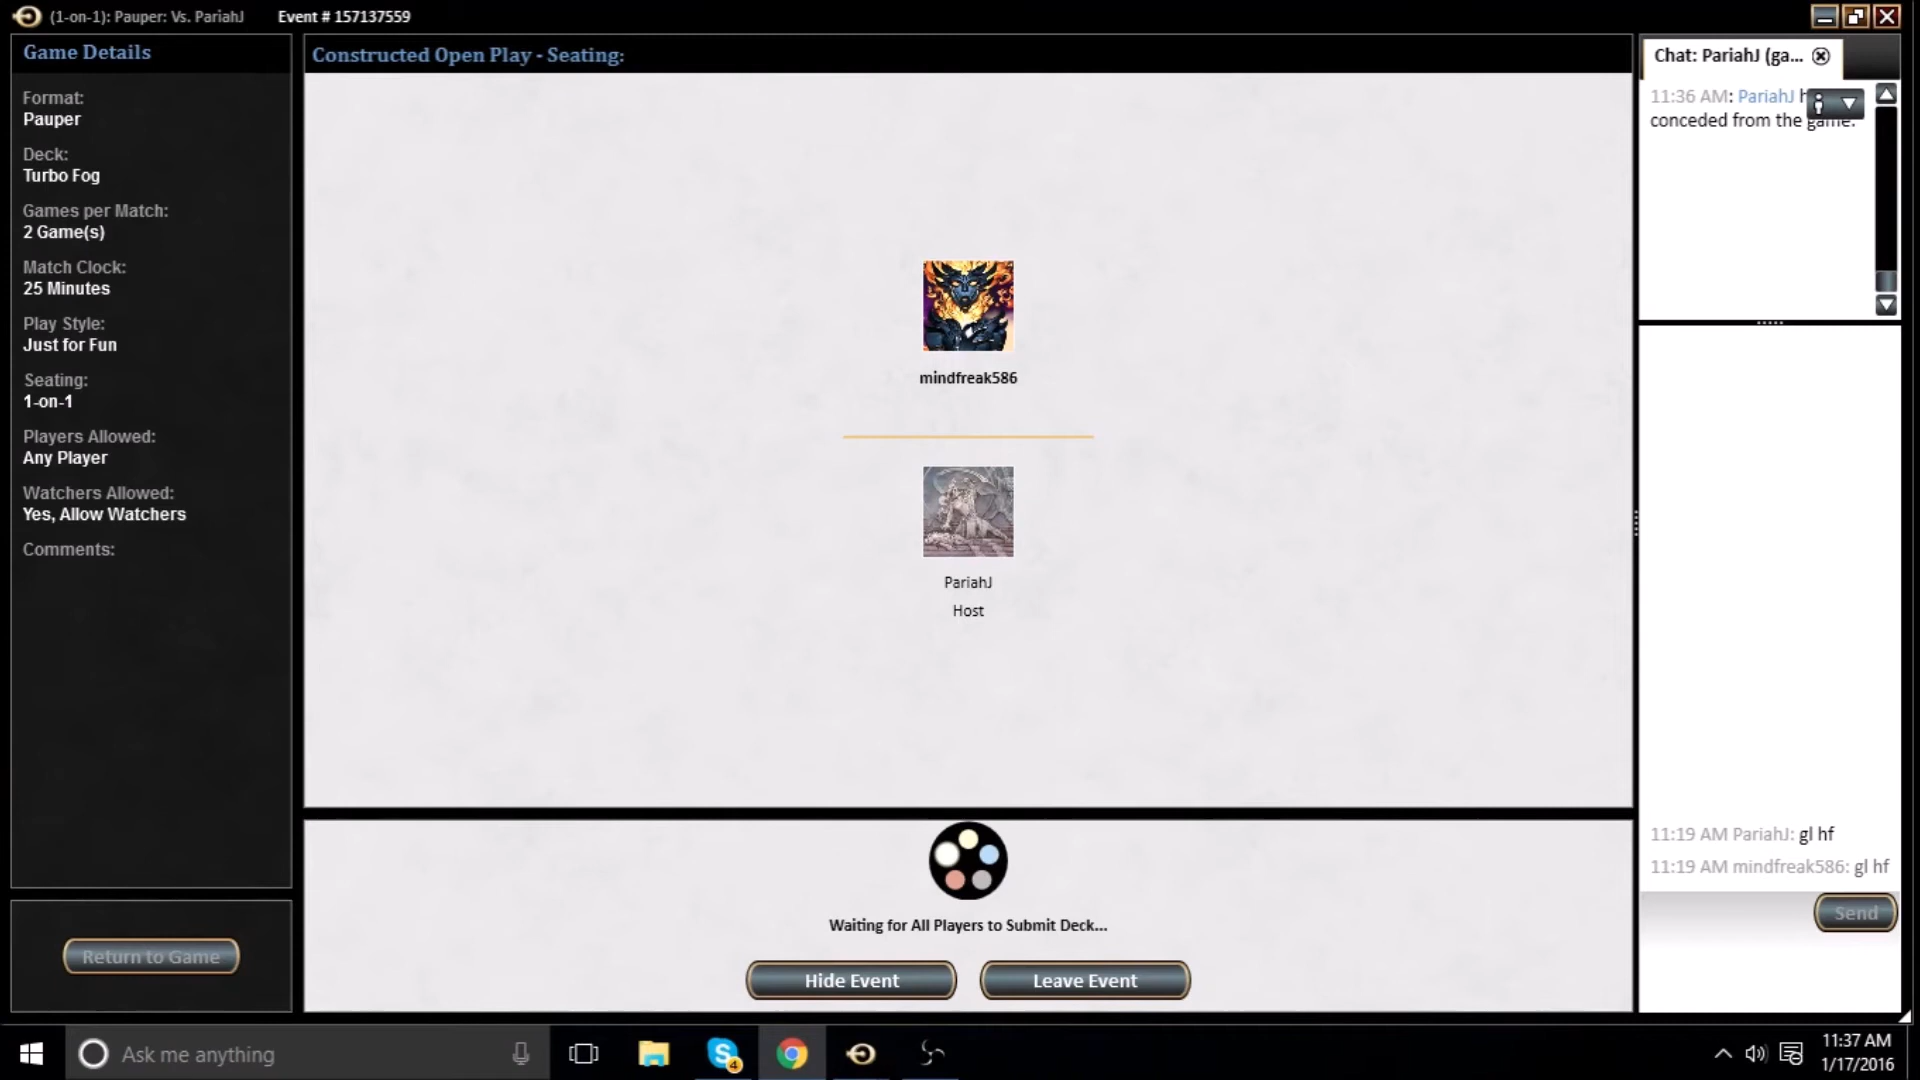 (1-on-1): Pauper: Vs. PariahJ Event # 157137559
Game Details
Format:
Pauper
Deck:
Turbo Fog
Games per Match:
2 Game(s)
Match Clock:
25 Minutes
Play Style:
Just for Fun
Seating:
1-on-1
Players Allowed:
Any Player
Watchers Allowed:
Yes, Allow Watchers
Comments:
Return to Game
Constructed Open Play - Seating:
mindfreak586
PariahJ
Host
Waiting for All Players to Submit Deck...
Hide Event Leave Event
Chat: PariahJ (ga...
11:36 AM: PariahJ
conceded from the game.
11:19 AM PariahJ: gl hf
11:19 AM mindfreak586: gl hf
Send
Ask me anything
4
11:37 AM
1/17/2016